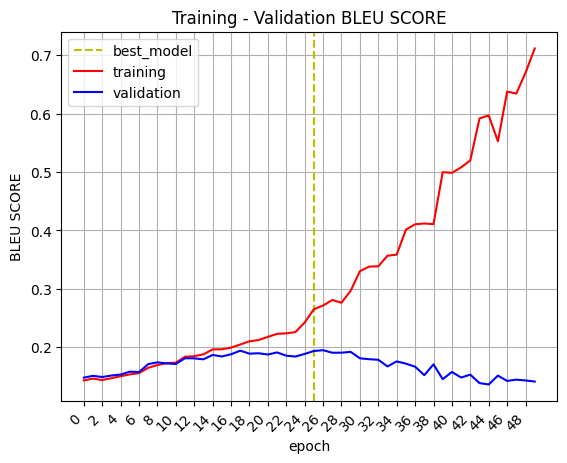 Training - Validation BLEU SCORE
best_model
training
validation
0.7
0.6
0.5
0.4
0.3
0.2
BLEU SCORE
0 2 4 6 8 10 12 14 16 18 20 22 24 26 28 30 32 34 36 38 40 42 44 46 48
epoch